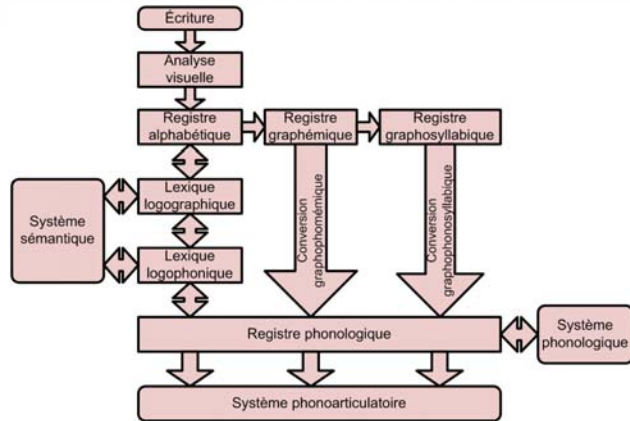 Écriture
Analyse
visuelle
Registre
alphabétique
Registre
graphémique
Registre
graphosyllabique
Lexique
logographique
Système
sémantique
Lexique
logophonique
Conversion
graphophomémique
Conversion
graphophonosyllabique
Registre phonologique
Système
phonologique
Système phonoarticulatoire